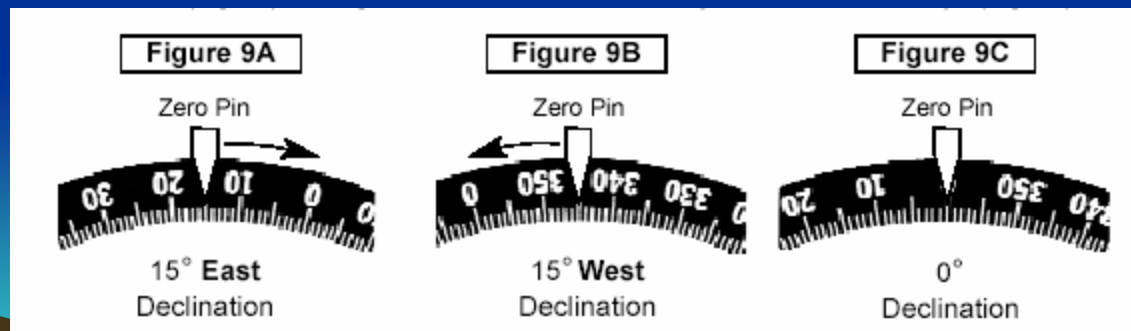 Figure 9A
Zero Pin
30 20 10 0
15° East
Declination
Figure 9B
Zero Pin
0 350 340 330
15° West
Declination
Figure 9C
Zero Pin
20 10 350
0°
Declination